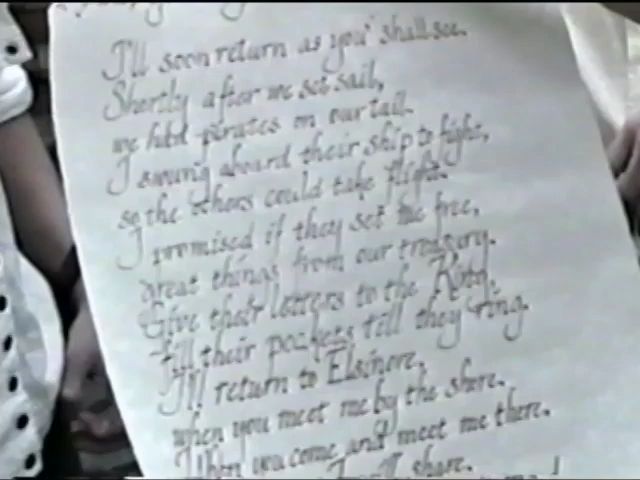 I'll soon return as you shall see.
Shortly after we set sail,
we had pirates on our tail.
I swung aboard their ship to fight,
so the others could take flight.
I promised if they set me free,
great things from our treasury.
Give their letters to the King,
fill their pockets till they ring.
I'll return to Elsinore,
when you meet me by the shore.
When you come and meet me there,
I'll share.